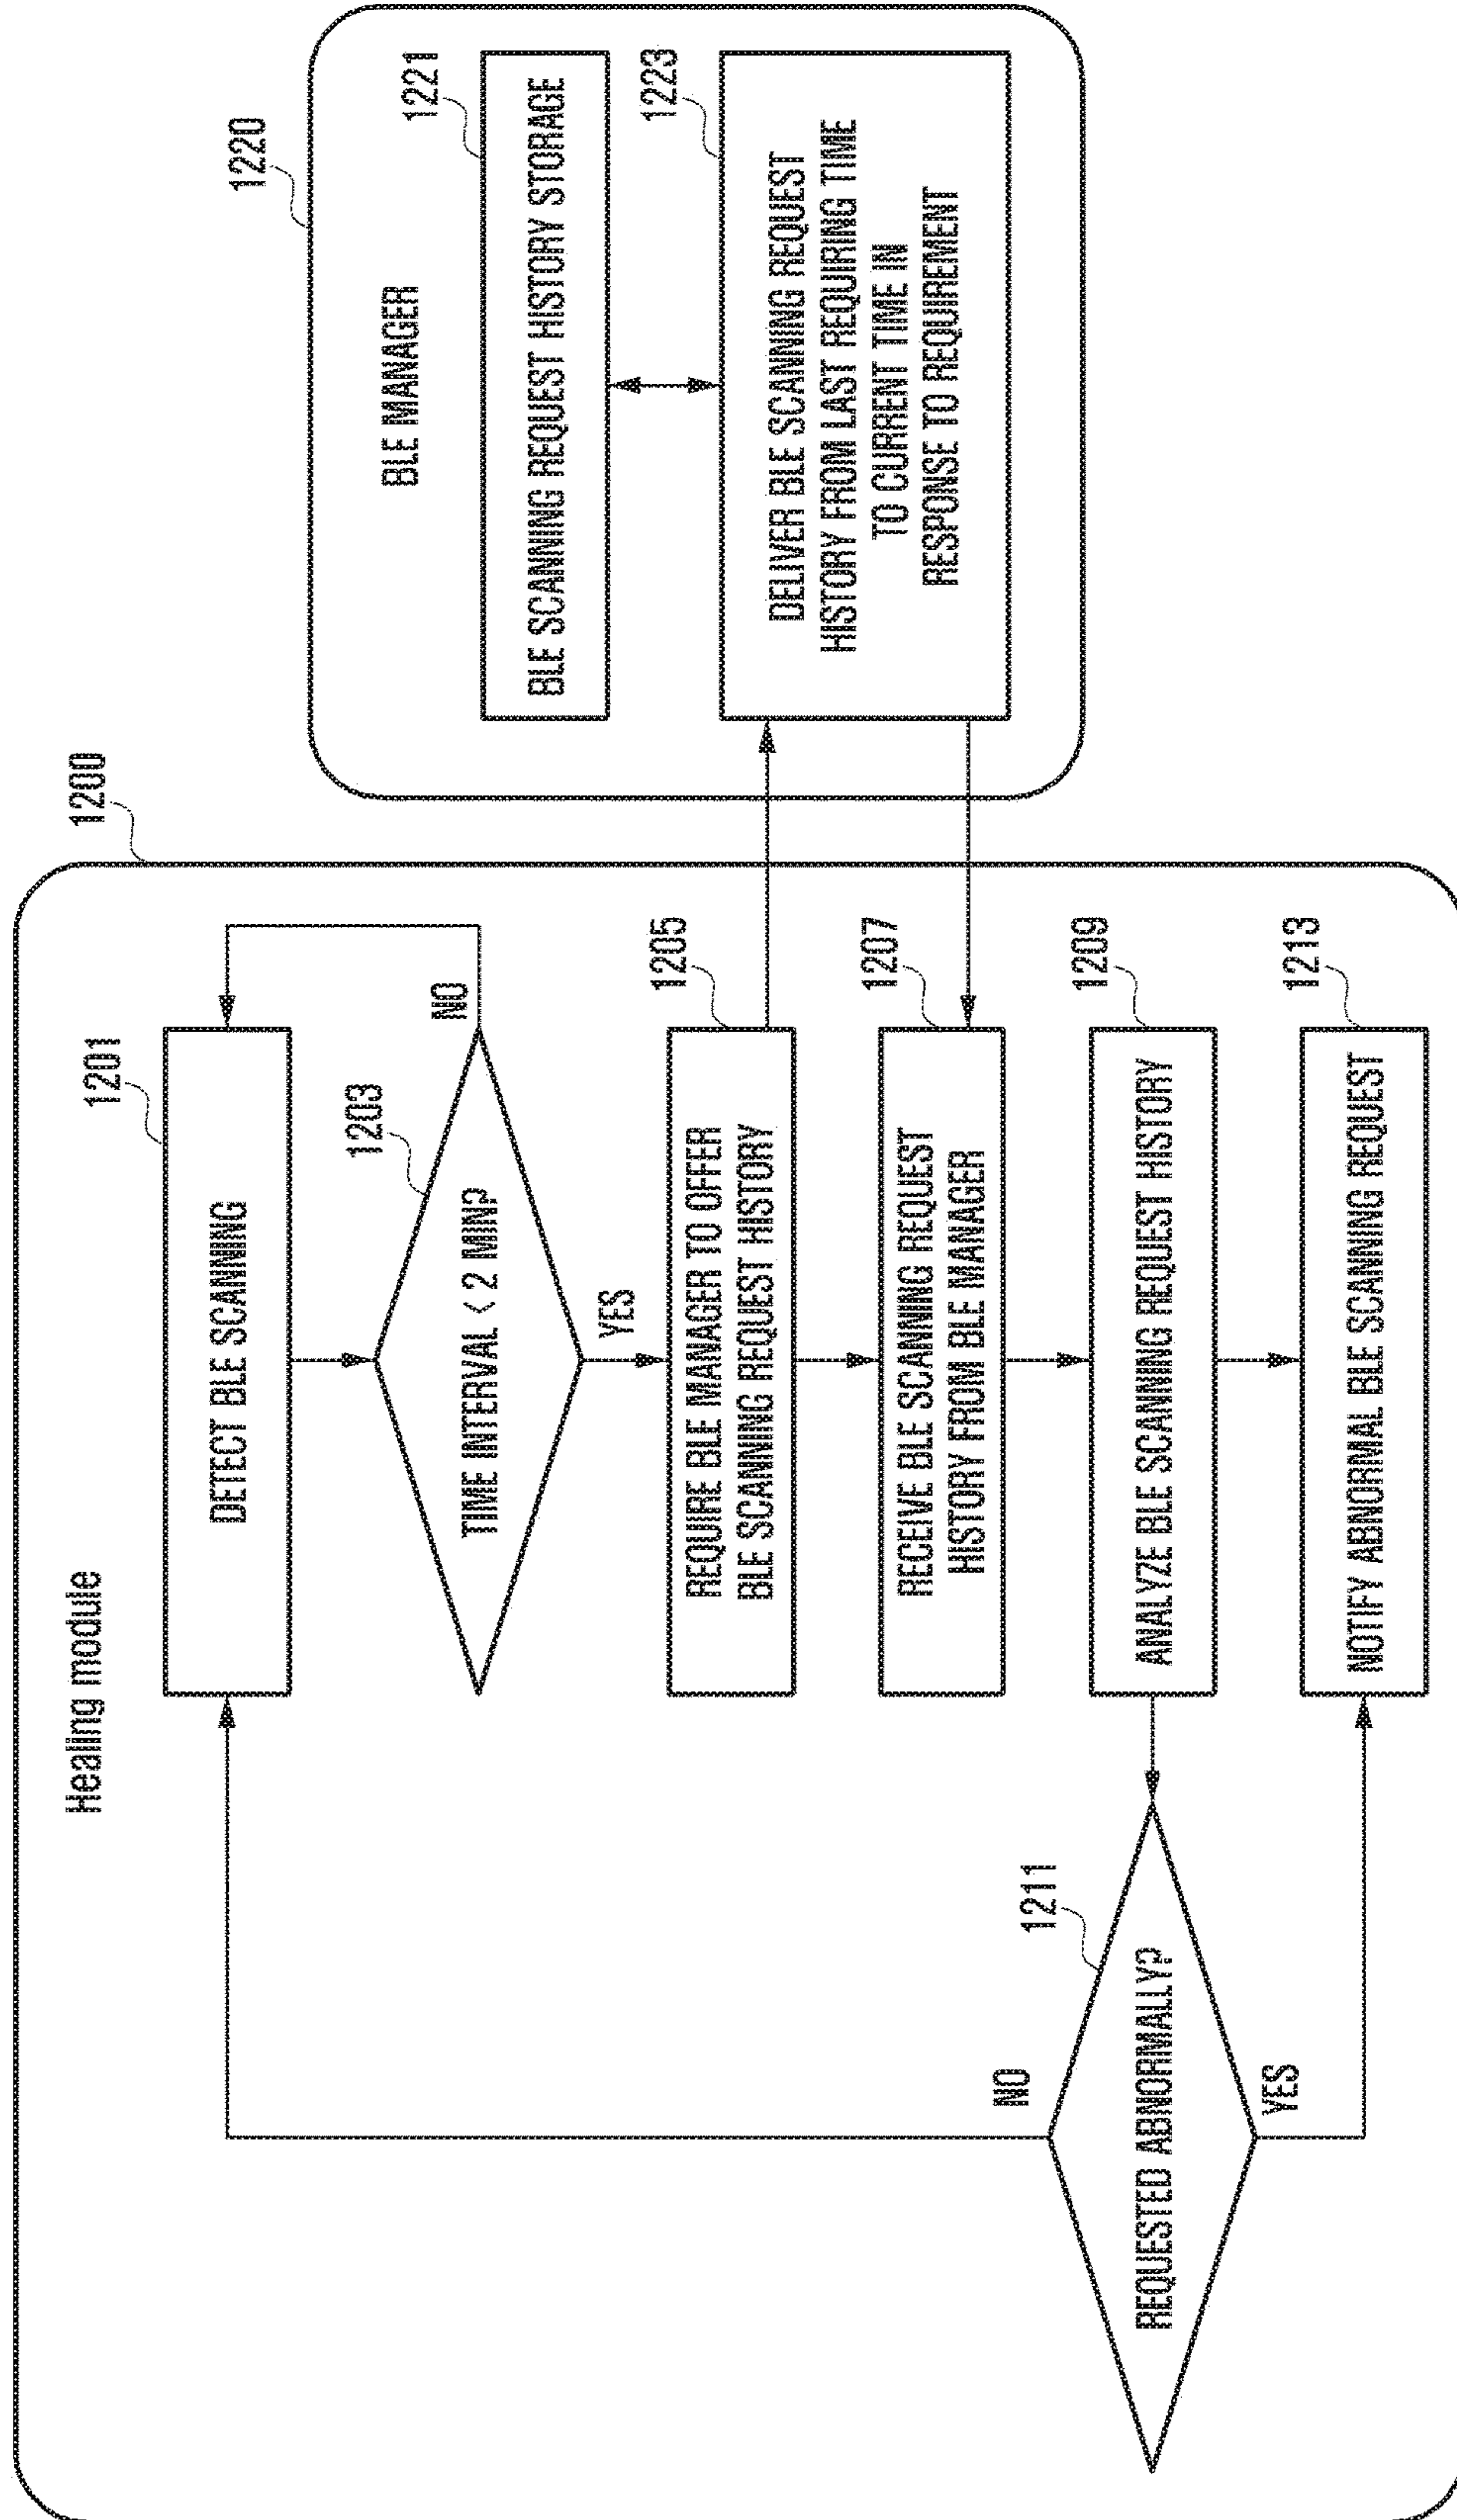 1200
Healing module
1201
DETECT BLE SCANNING
1203
TIME INTERVAL < 2 MIN?
NO
YES
1205
REQUIRE BLE MANAGER TO OFFER
BLE SCANNING REQUEST HISTORY
1207
RECEIVE BLE SCANNING REQUEST
HISTORY FROM BLE MANAGER
1209
ANALYZE BLE SCANNING REQUEST HISTORY
1211
REQUESTED ABNORMALLY?
NO
YES
1213
NOTIFY ABNORMAL BLE SCANNING REQUEST
1220
BLE MANAGER
1221
BLE SCANNING REQUEST HISTORY STORAGE
1223
DELIVER BLE SCANNING REQUEST
HISTORY FROM LAST REQUIRING TIME
TO CURRENT TIME IN
RESPONSE TO REQUIREMENT